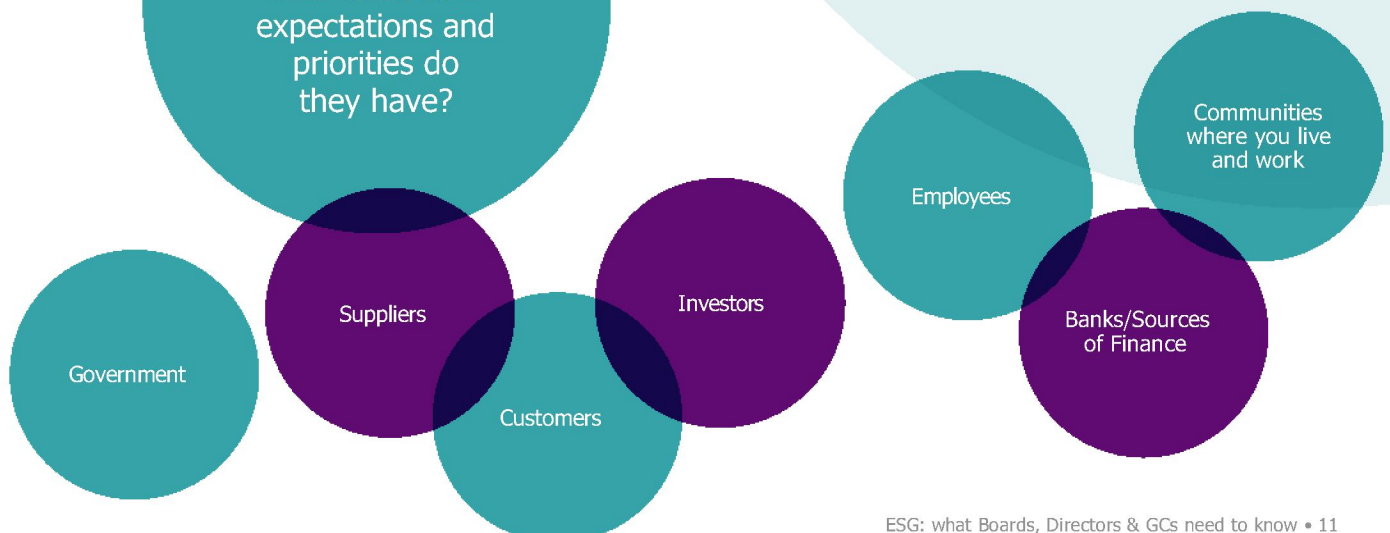 expectations and
priorities do
they have?
Communities
where you live
and work
Employees
Suppliers
Investors
Banks/Sources
of Finance
Government
Customers
ESG: what Boards, Directors & GCs need to know • 11